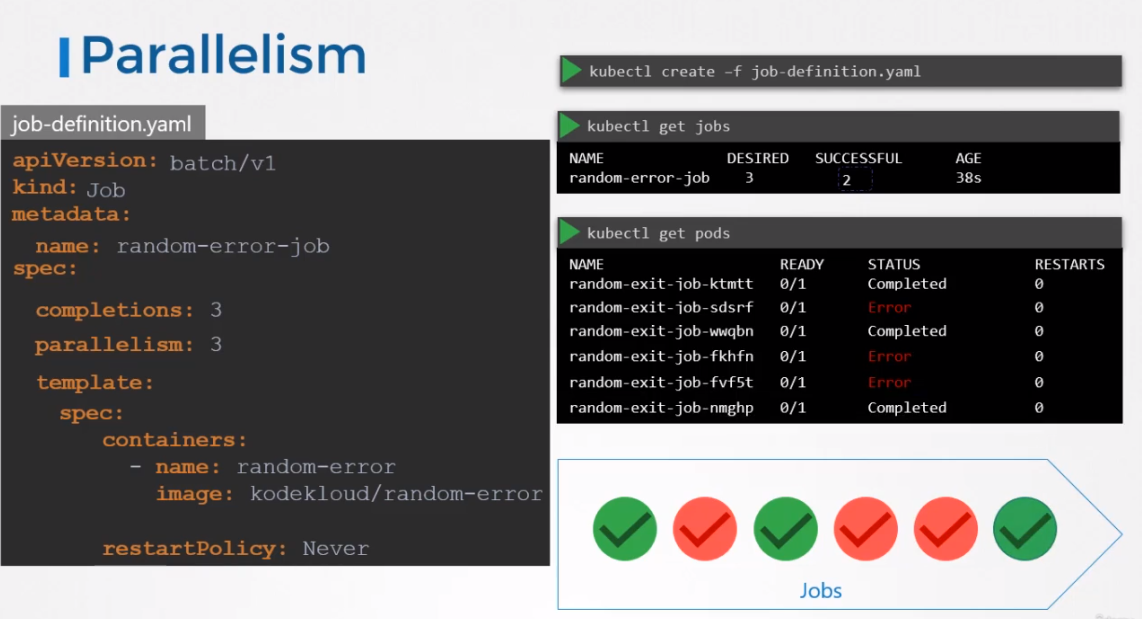 Parallelism
job-definition.yaml
apiVersion: batch/v1
kind: Job
metadata:
name: random-error-job
spec:
completions: 3
parallelism: 3
template:
spec:
containers:
- name: random-error
image: kodekloud/random-error
restartPolicy: Never
kubectl create –f job-definition.yaml
kubectl get jobs
NAME DESIRED SUCCESSFUL AGE
random-error-job 3 2 38s
kubectl get pods
NAME READY STATUS RESTARTS
random-exit-job-ktmtt 0/1 Completed 0
random-exit-job-sdsrf 0/1 Error 0
random-exit-job-wwqbn 0/1 Completed 0
random-exit-job-fkhfn 0/1 Error 0
random-exit-job-fvf5t 0/1 Error 0
random-exit-job-nmghp 0/1 Completed 0
Jobs